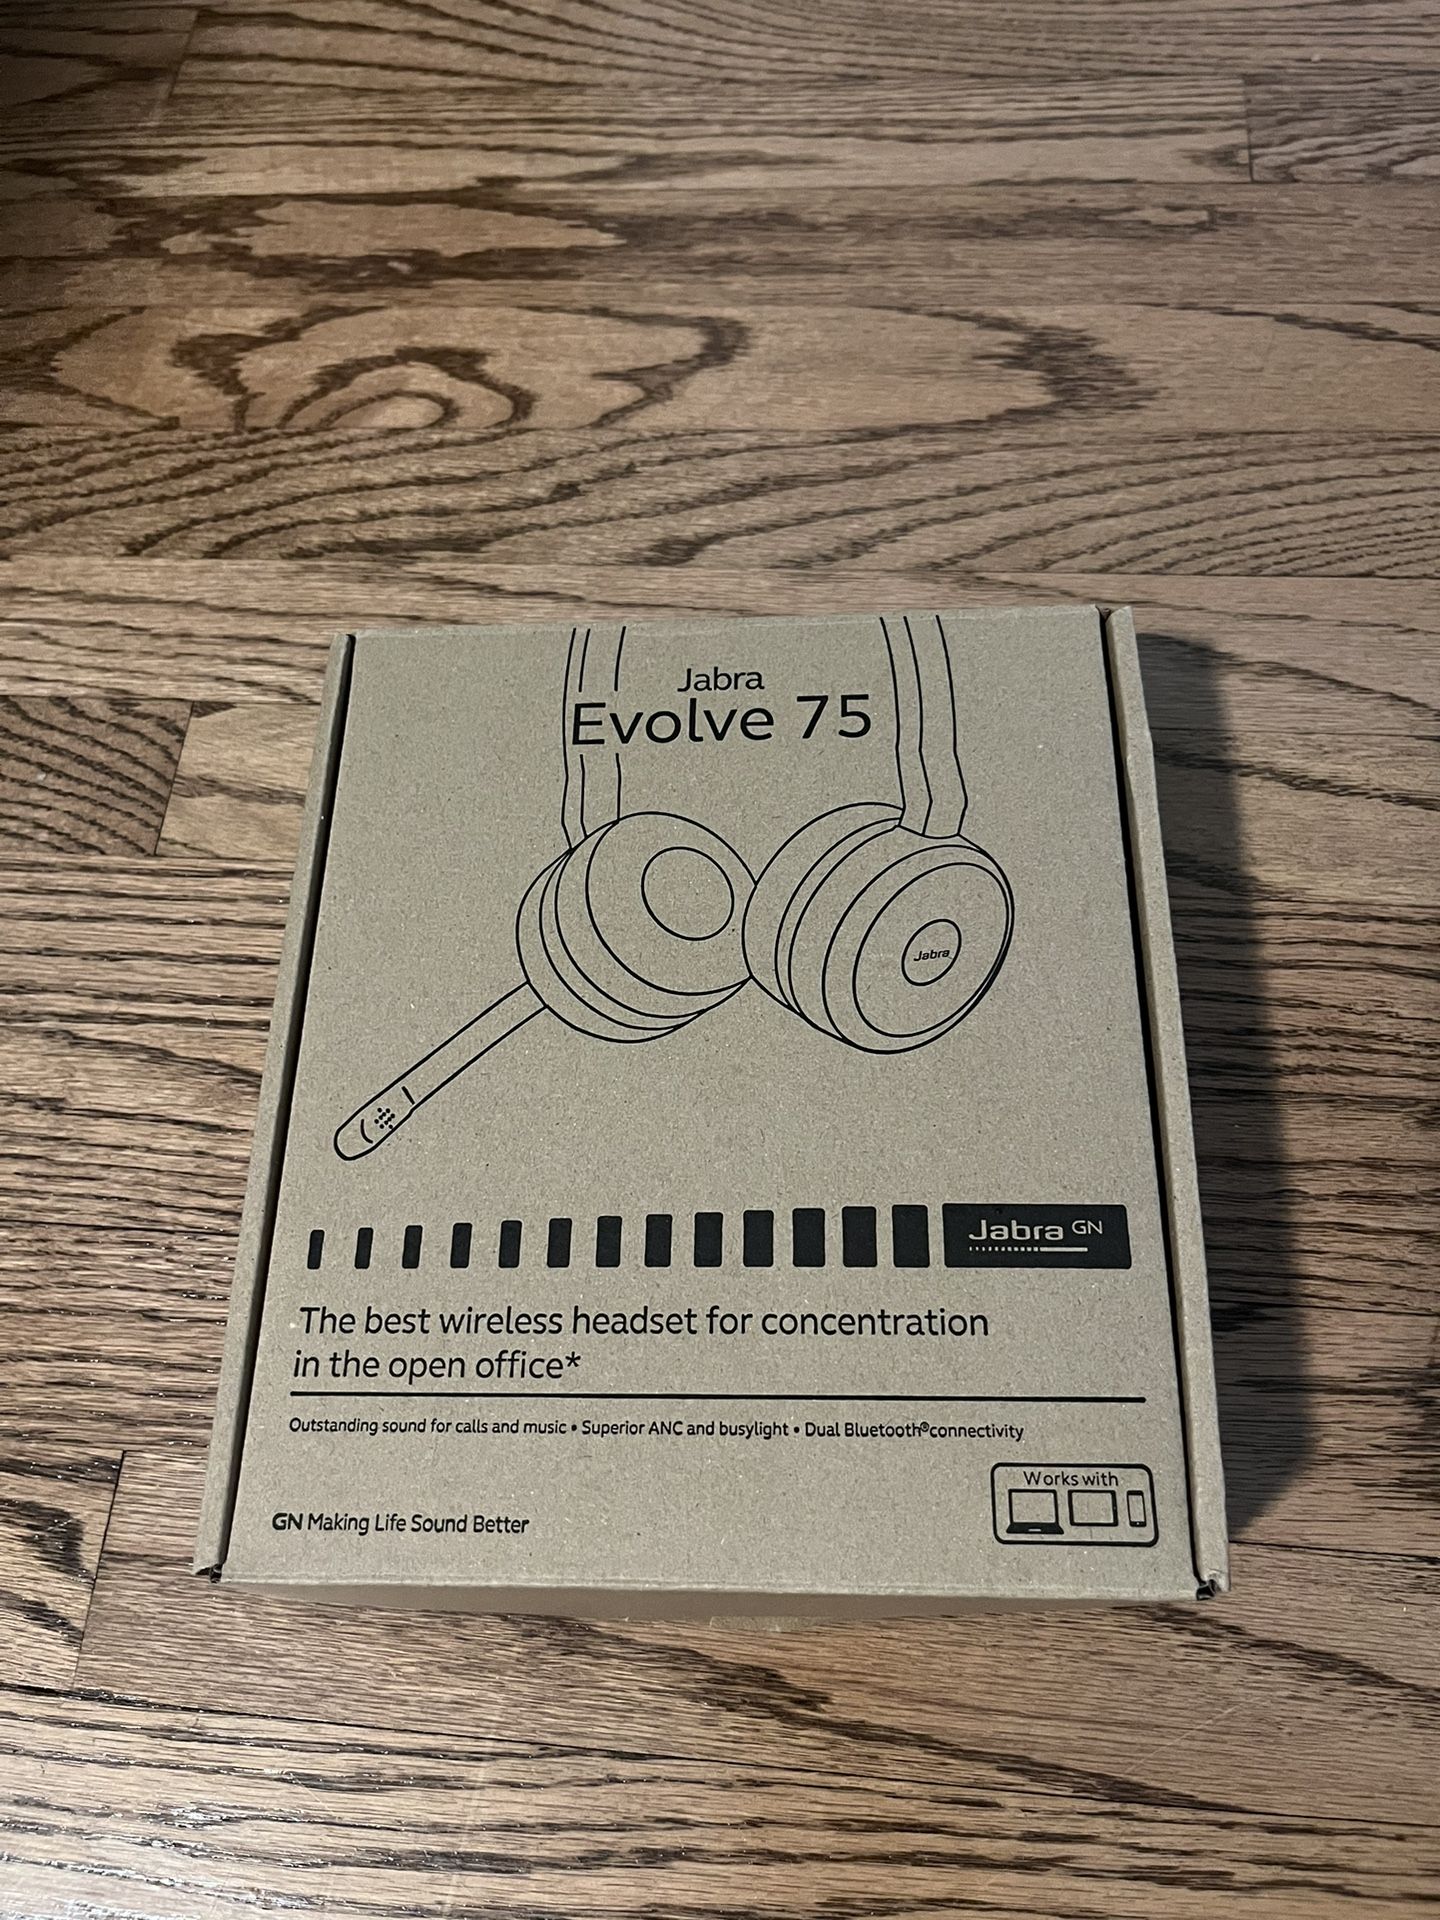 Jabra
Evolve 75
Jabra
Jabra GN
The best wireless headset for concentration
in the open office*
Outstanding sound for calls and music • Superior ANC and busylight • Dual Bluetooth® connectivity
Works with
GN Making Life Sound Better